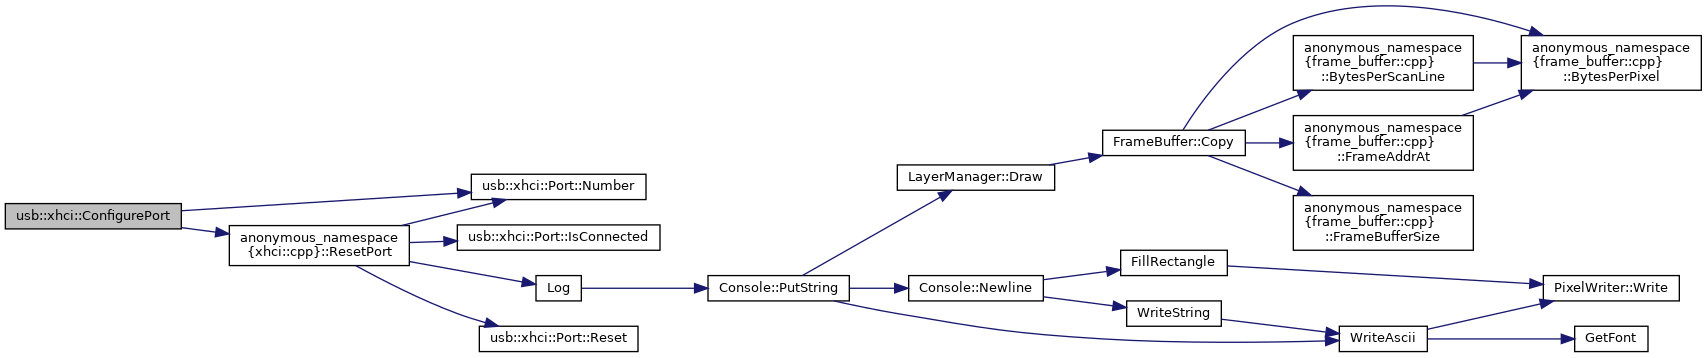 usb::xhci::ConfigurePort
anonymous_namespace
{xhci::cpp}::ResetPort
usb::xhci::Port::Number
usb::xhci::Port::IsConnected
Log
usb::xhci::Port::Reset
Console::PutString
LayerManager::Draw
Console::Newline
FrameBuffer::Copy
FillRectangle
WriteString
anonymous_namespace
{frame_buffer::cpp}
::BytesPerScanLine
anonymous_namespace
{frame_buffer::cpp}
::FrameAddrAt
anonymous_namespace
{frame_buffer::cpp}
::FrameBufferSize
WriteAscii
anonymous_namespace
{frame_buffer::cpp}
::BytesPerPixel
PixelWriter::Write
GetFont